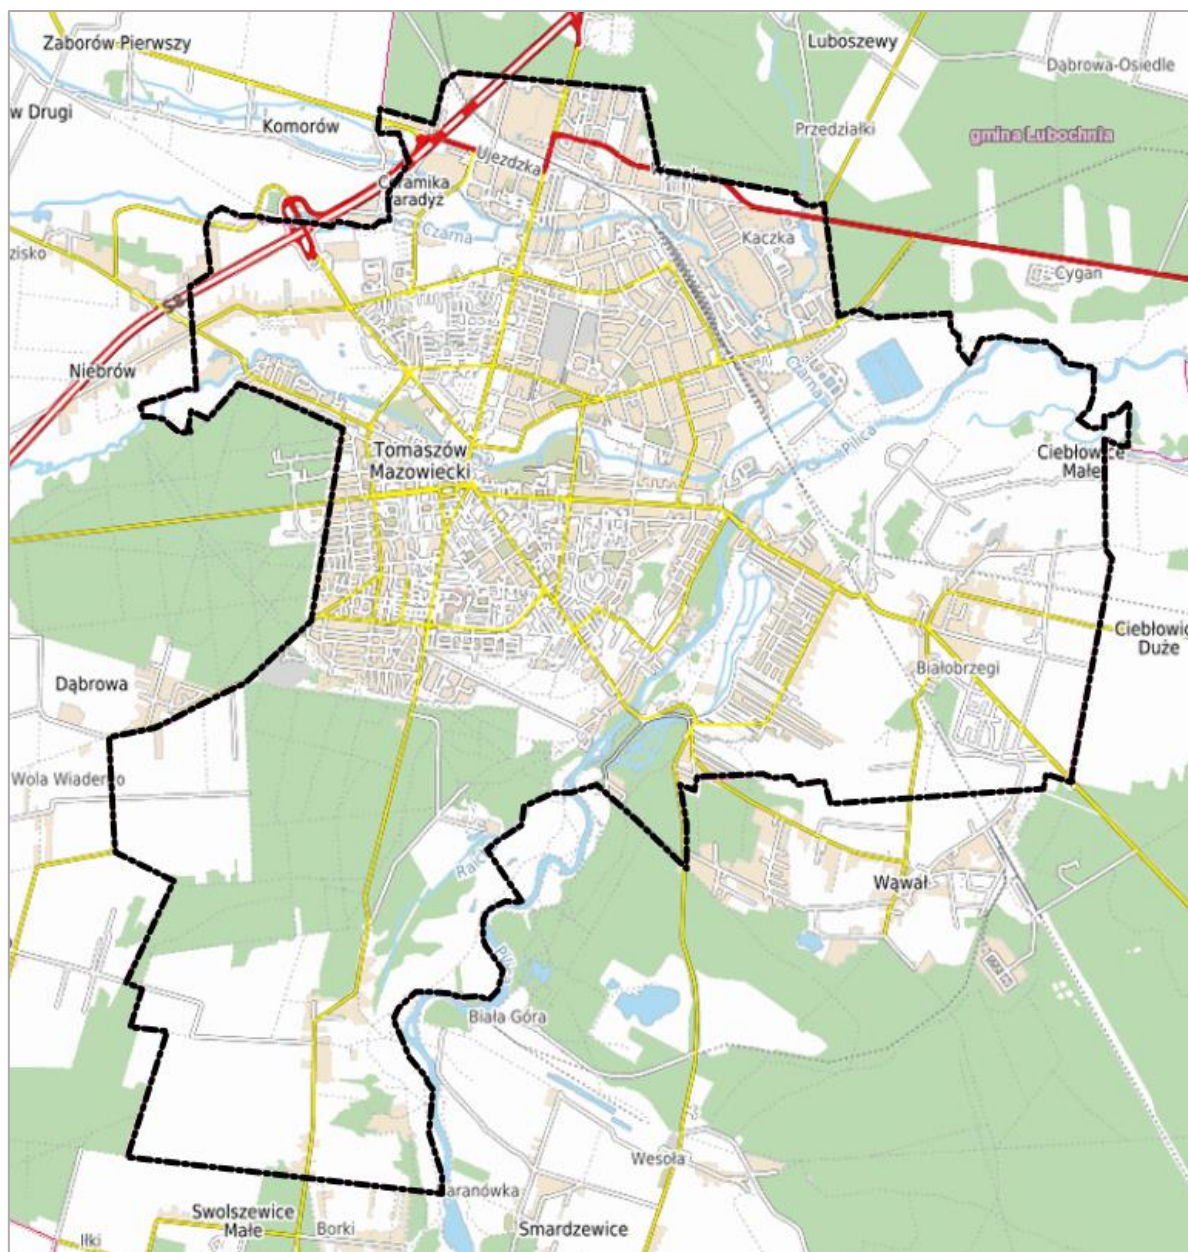 Zaborów Pierwszy
Luboszewy
Dąbrowa-Osiedle
w Drugi
Komorów
Przedziałki
gmina Lubochnia
Ujezdzka
Ceramika
Paradyż
Czarna
Kaczka
zisko
Cygan
Niebrów
Czarna
Pilica
Tomaszów
Mazowiecki
Ciebłowice
Małe
Ciebłowic
Duże
Białobrzegi
Dąbrowa
Wola Wiaderno
Wąwał
Biała Góra
Wesoła
aranówka
Swolszewice
Małe
Borki
Smardzewice
Iłki